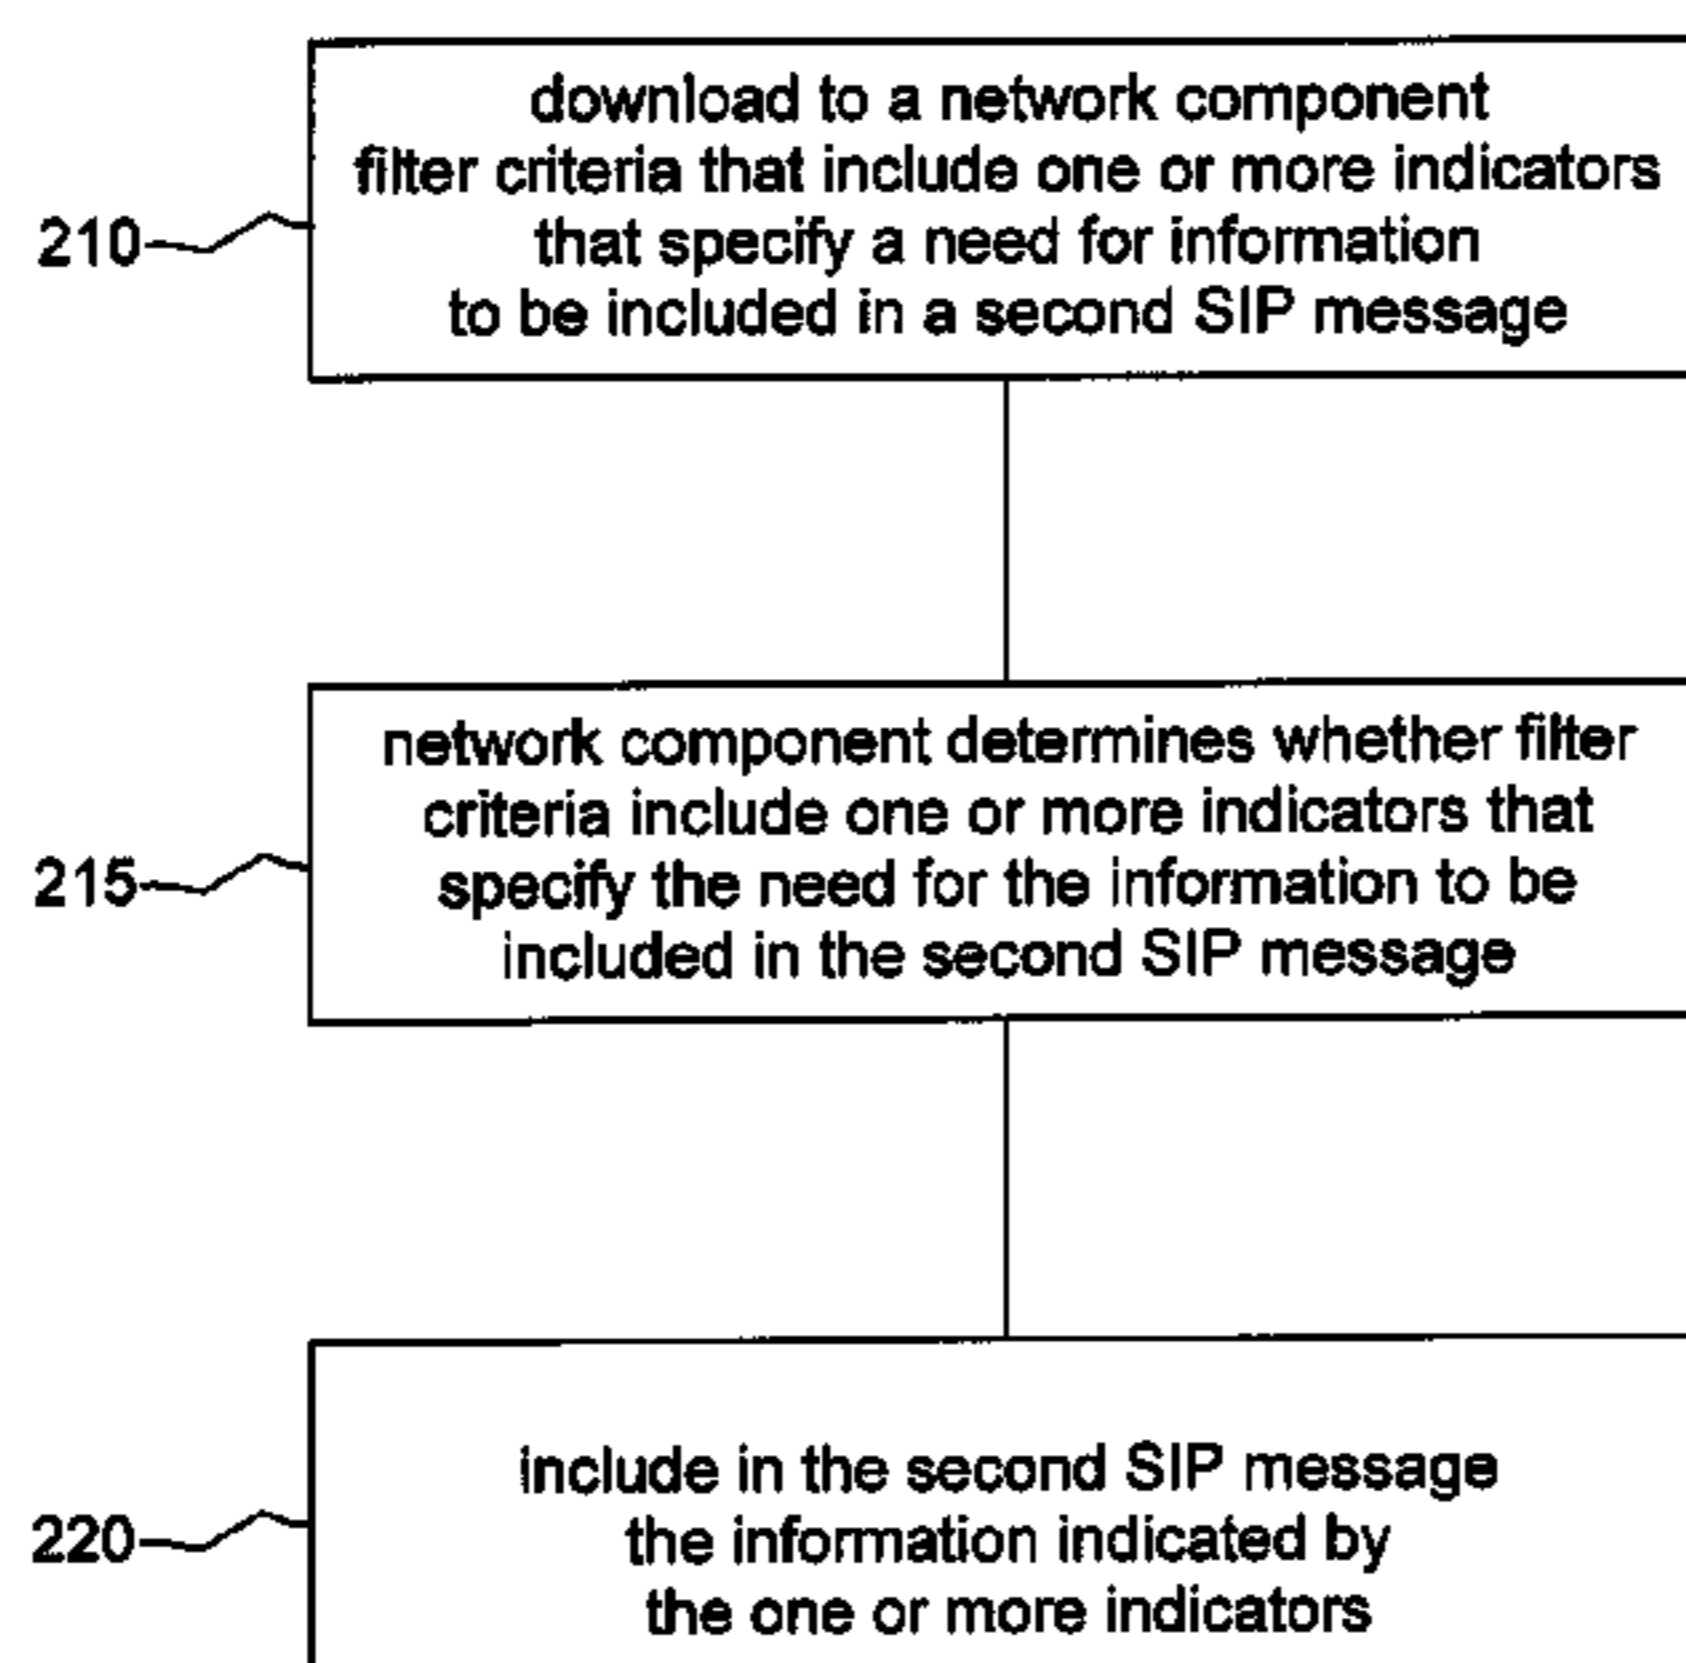 download to a network component
filter criteria that include one or more indicators
210
that specify a need for information
to be included in a second SIP message
network component determines whether filter
criteria include one or more indicators that
215
specify the need for the information to be
included in the second SIP message
include in the second SIP message
220
the information indicated by
the one or more indicators